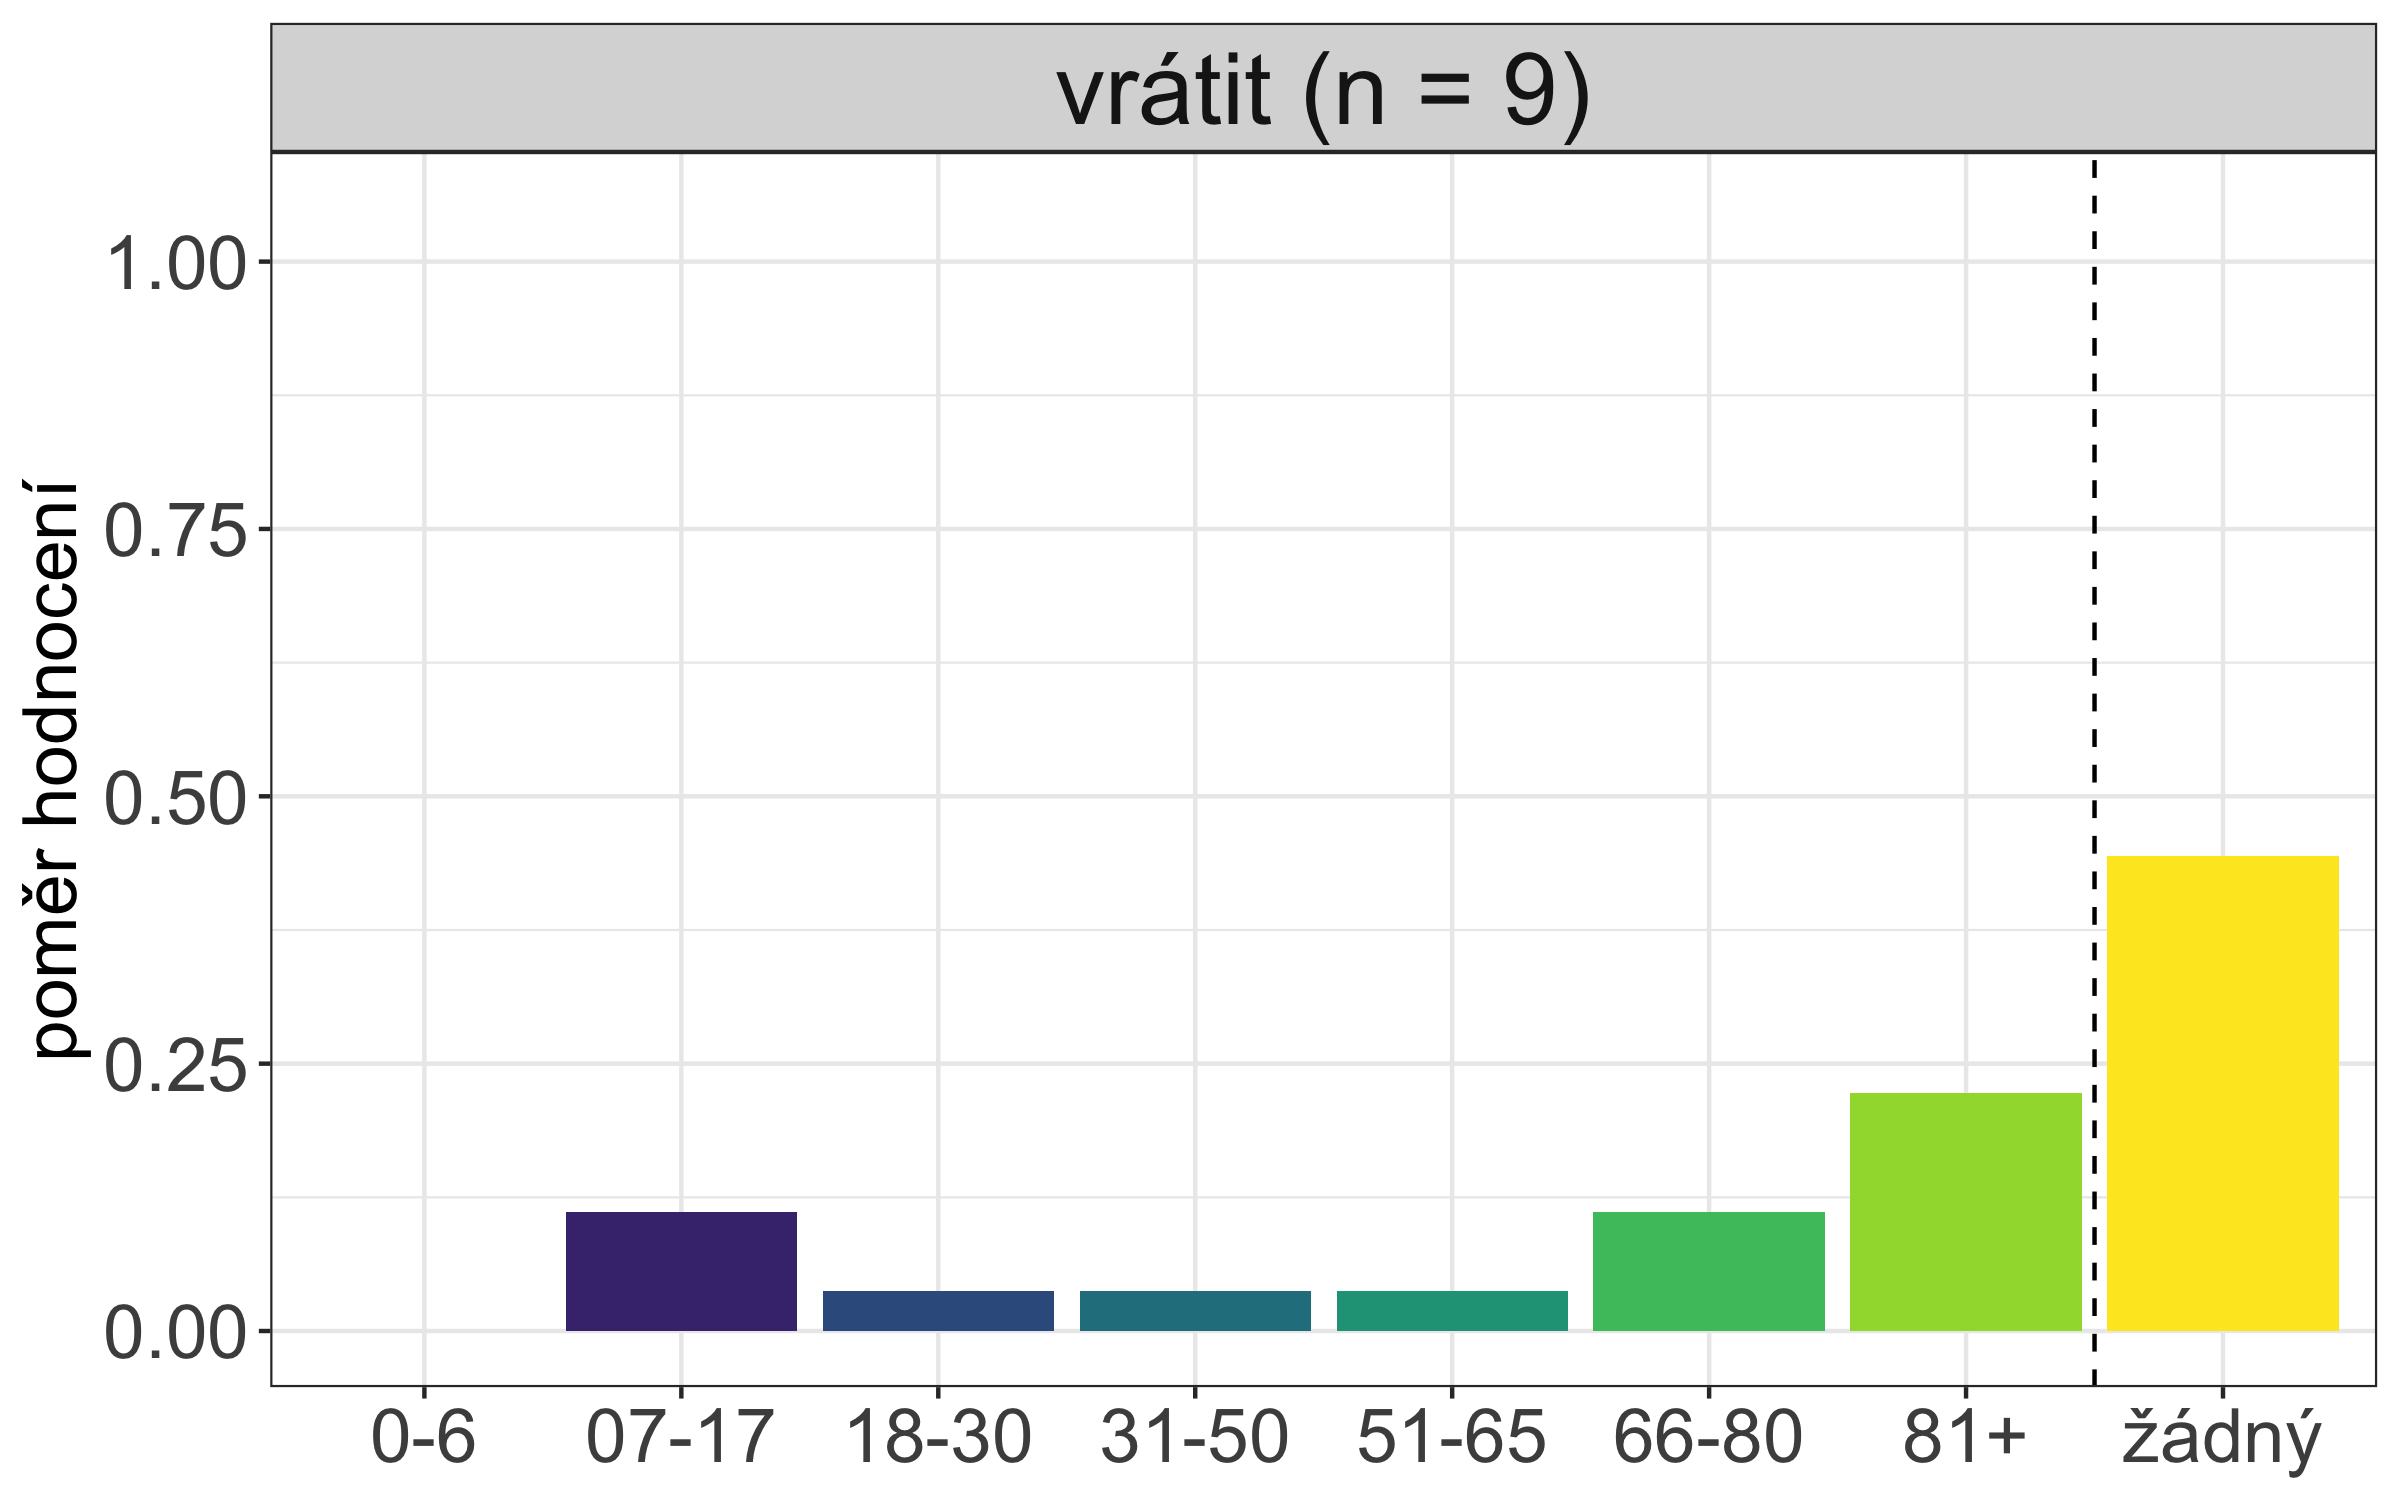 vrátit (n = 9)
poměr hodnocení
1.00
0.75
0.50
0.25
0.00
0-6 07-17 18-30 31-50 51-65 66-80 81+ žádný